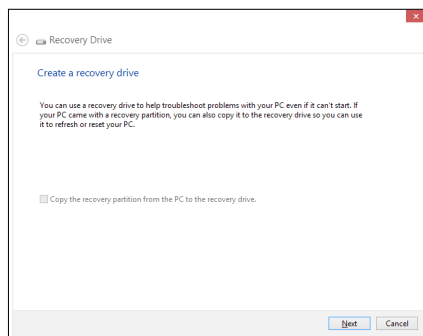 Recovery Drive
Create a recovery drive
You can use a recovery drive to help troubleshoot problems with your PC even if it can't start. If
your PC came with a recovery partition, you can also copy it to the recovery drive so you can use
it to refresh or reset your PC.
Copy the recovery partition from the PC to the recovery drive.
Next Cancel